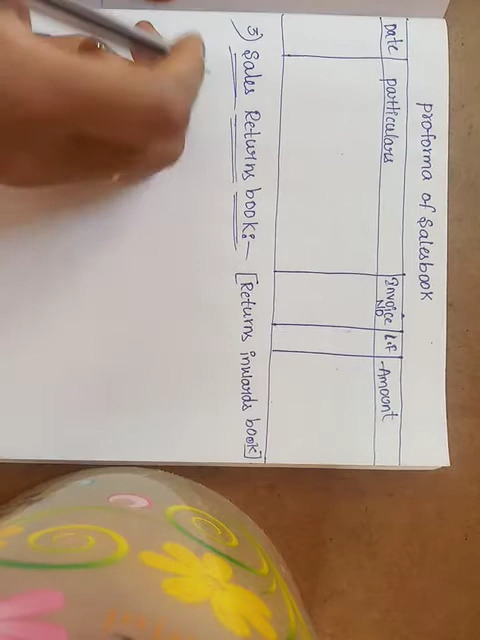 proforma of Salesbook
Date particulars Invoice NO L.F Amount
3) Sales Returns book:- [Returns inwards book]